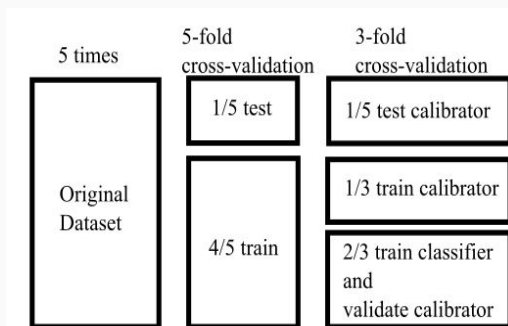 5 times
Original
Dataset
5-fold
cross-validation
1/5 test
4/5 train
3-fold
cross-validation
1/5 test calibrator
1/3 train calibrator
2/3 train classifier
and
validate calibrator